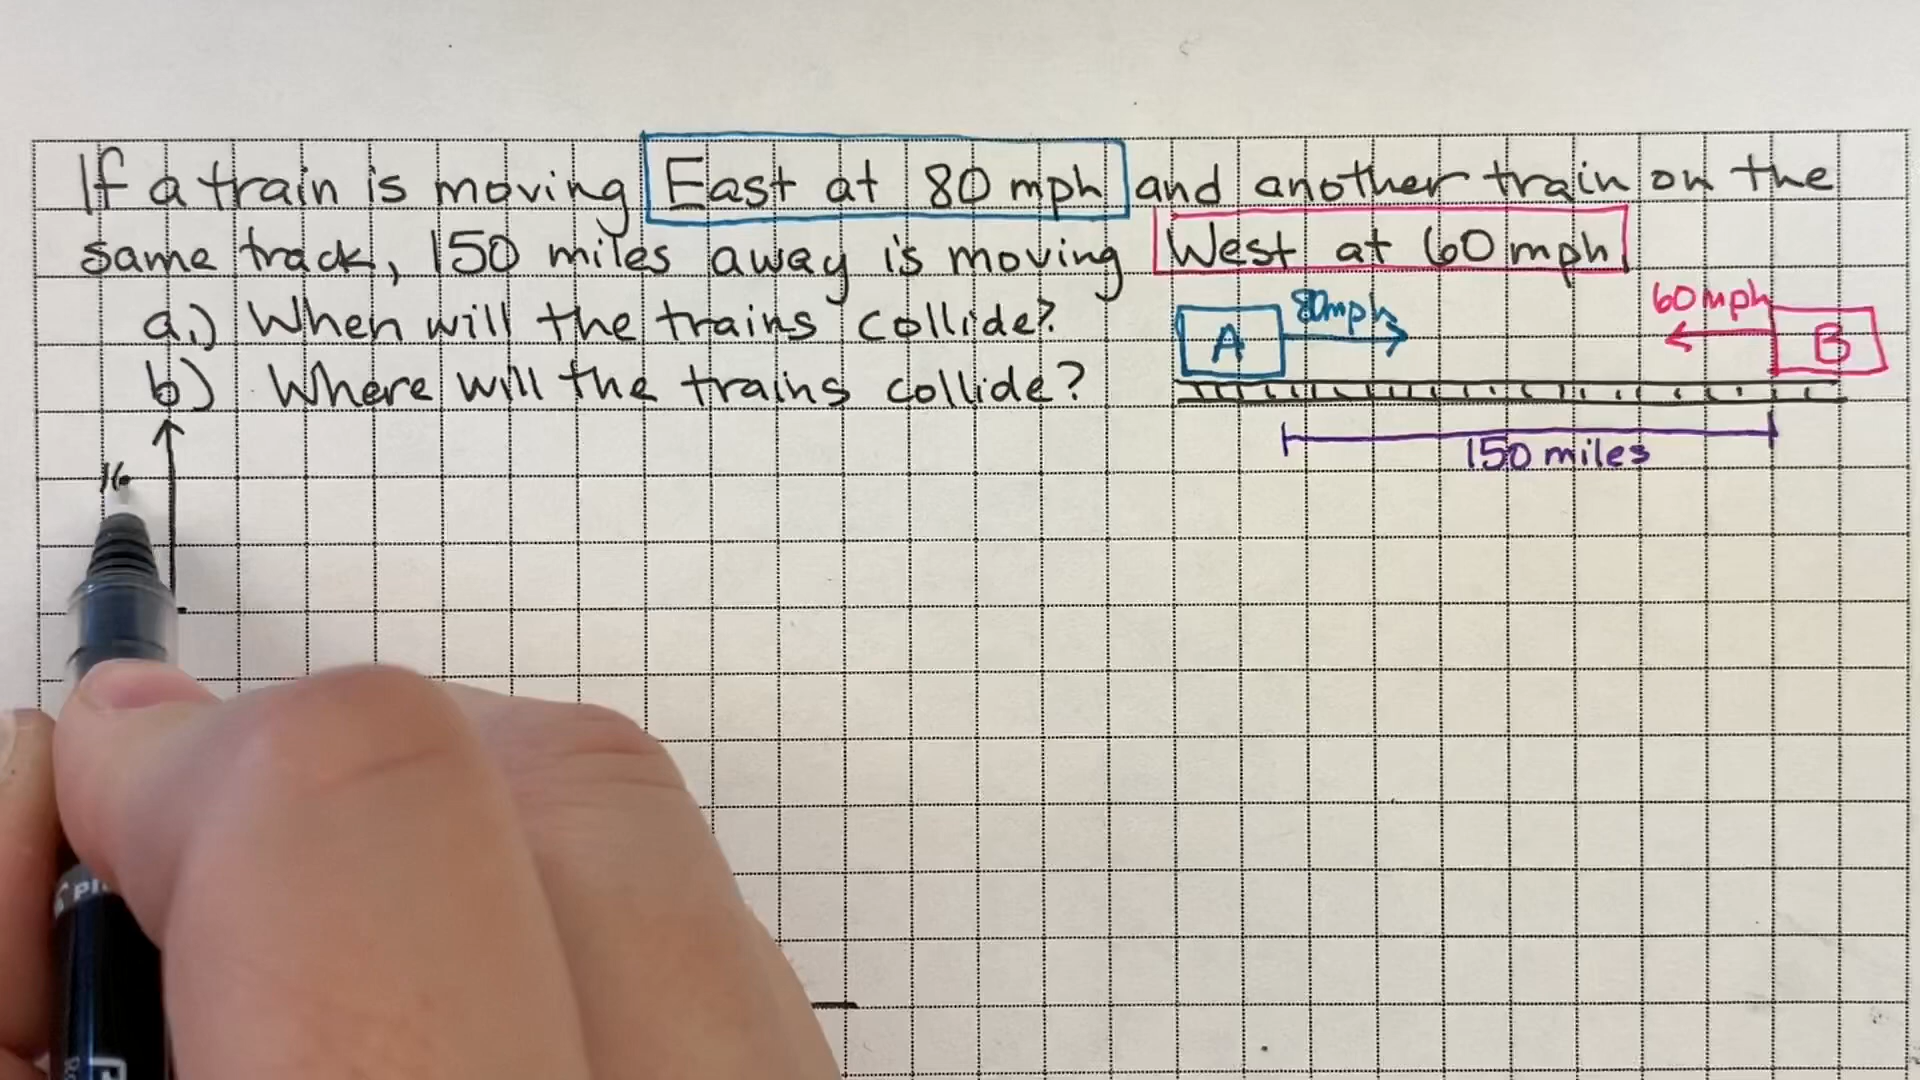 If a train is moving East at 80 mph and another train on the
same track, 150 miles away is moving West at 60 mph
a.) When will the trains collide?
b) Where will the trains collide?
80mph
60mph
A
B
150 miles
16